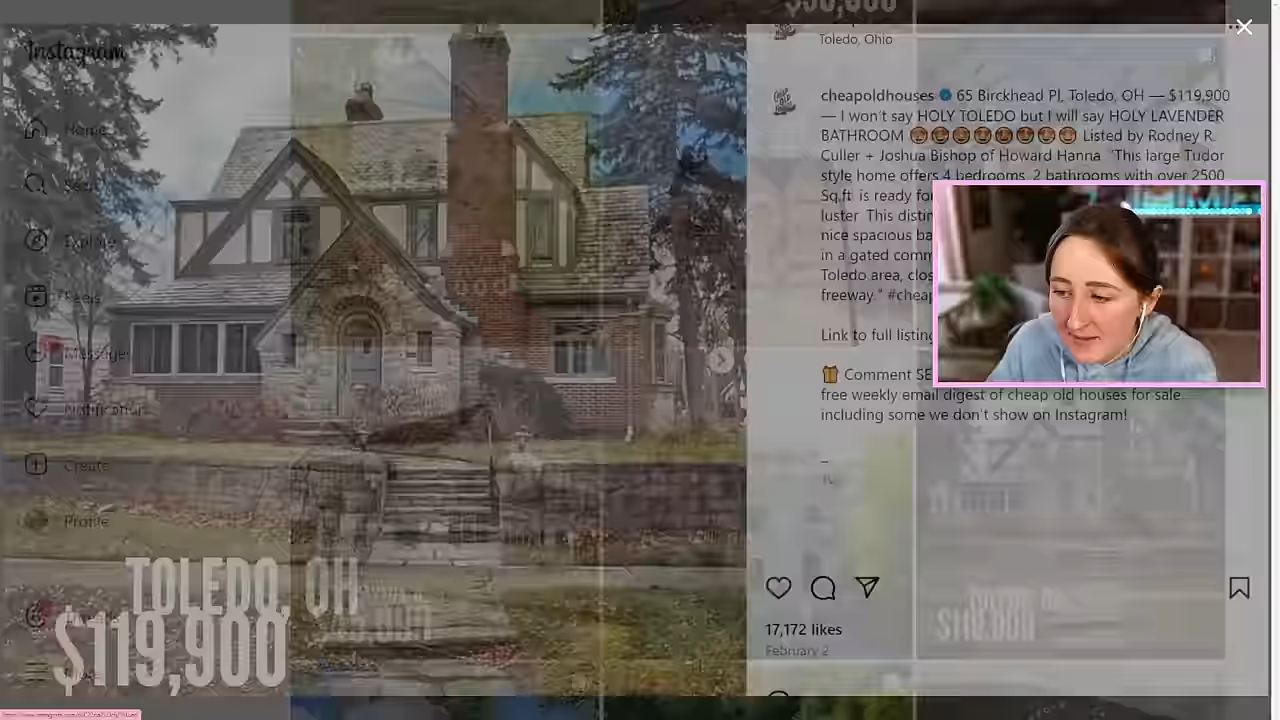 Toledo, Ohio
Instagram
cheapoldhouses 65 Birckhead Pl, Toledo, OH — $119,900
— I won't say HOLY TOLEDO but I will say HOLY LAVENDER
BATHROOM Listed by Rodney R.
Culler + Joshua Bishop of Howard Hanna "This large Tudor
style home offers 4 bedrooms, 2 bathrooms with over 2500
Sq.ft. is ready for
luster. This distin
nice spacious ba
in a gated comm
Toledo area, clos
freeway." #cheap
Link to full listing
Comment SE
free weekly email digest of cheap old houses for sale
including some we don't show on Instagram!
Home
Explore
Reels
Messages
Notifications
Create
Profile
TOLEDO, OH
$119,900
17,172 likes
February 2
$119,900